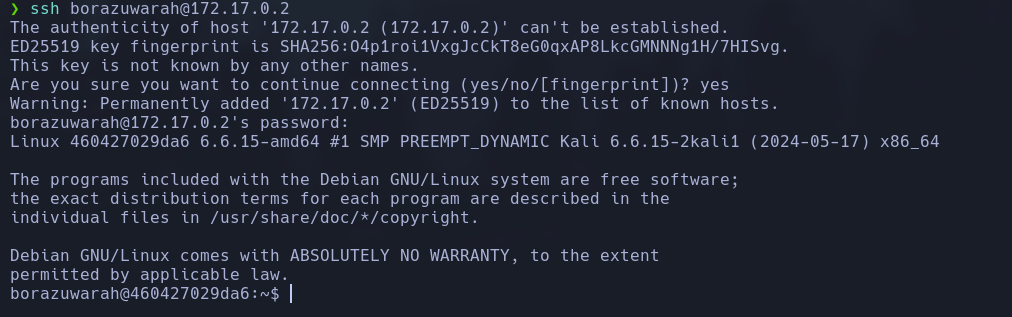 ❯ ssh borazuwarah@172.17.0.2
The authenticity of host '172.17.0.2 (172.17.0.2)' can't be established.
ED25519 key fingerprint is SHA256:O4p1roi1VxgJcCkT8eG0qxAP8LkcGMNNNg1H/7HISvg.
This key is not known by any other names.
Are you sure you want to continue connecting (yes/no/[fingerprint])? yes
Warning: Permanently added '172.17.0.2' (ED25519) to the list of known hosts.
borazuwarah@172.17.0.2's password:
Linux 460427029da6 6.6.15-amd64 #1 SMP PREEMPT_DYNAMIC Kali 6.6.15-2kali1 (2024-05-17) x86_64
The programs included with the Debian GNU/Linux system are free software;
the exact distribution terms for each program are described in the
individual files in /usr/share/doc/*/copyright.
Debian GNU/Linux comes with ABSOLUTELY NO WARRANTY, to the extent
permitted by applicable law.
borazuwarah@460427029da6:~$